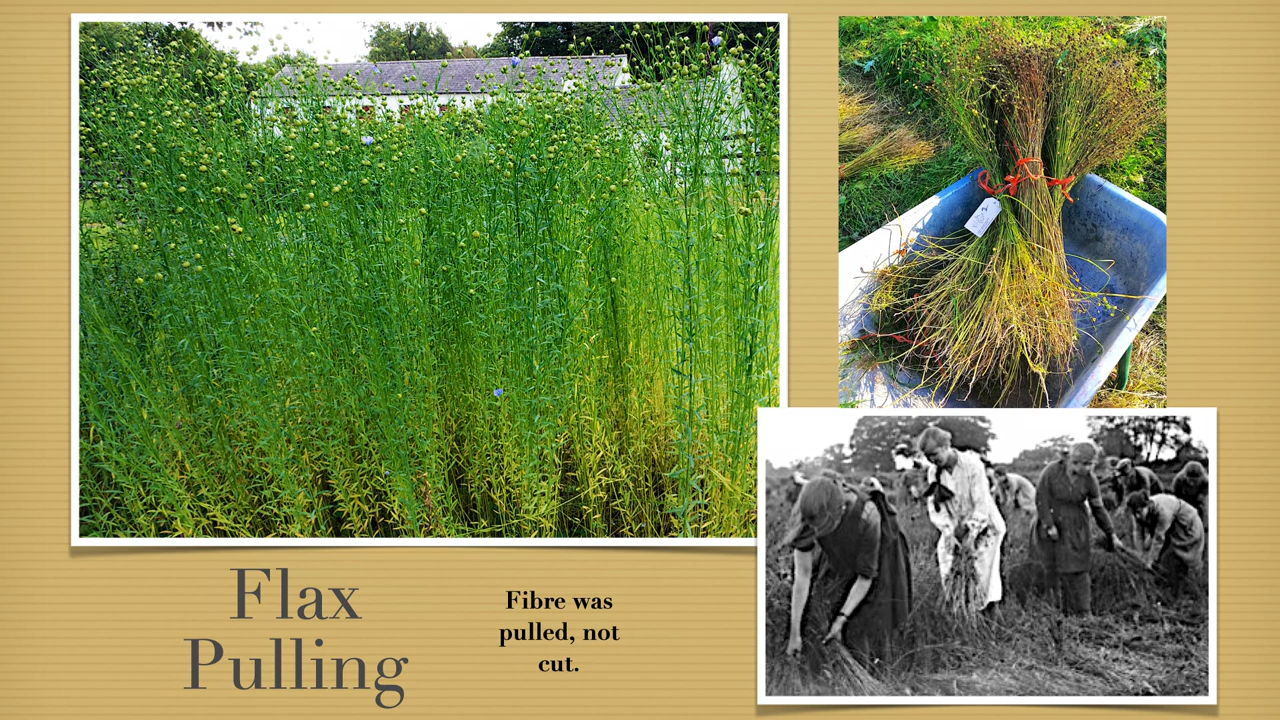 Flax
Pulling
Fibre was
pulled, not
cut.